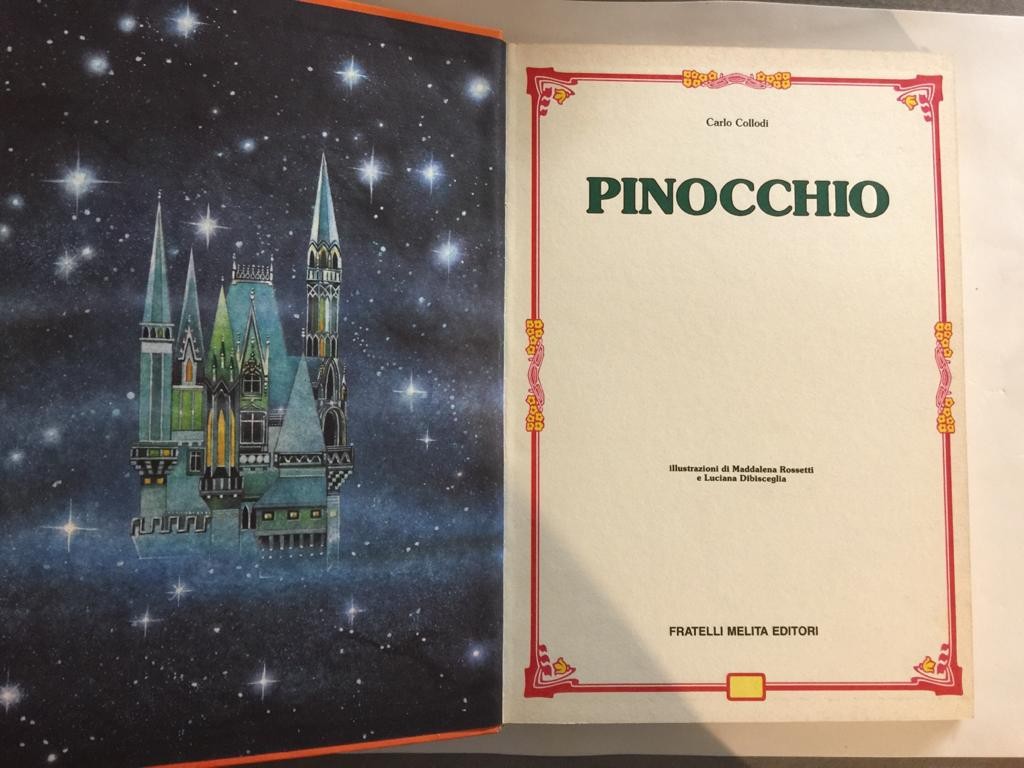 Carlo Collodi
PINOCCHIO
illustrazioni di Maddalena Rossetti
e Luciana Dibisceglia
FRATELLI MELITA EDITORI